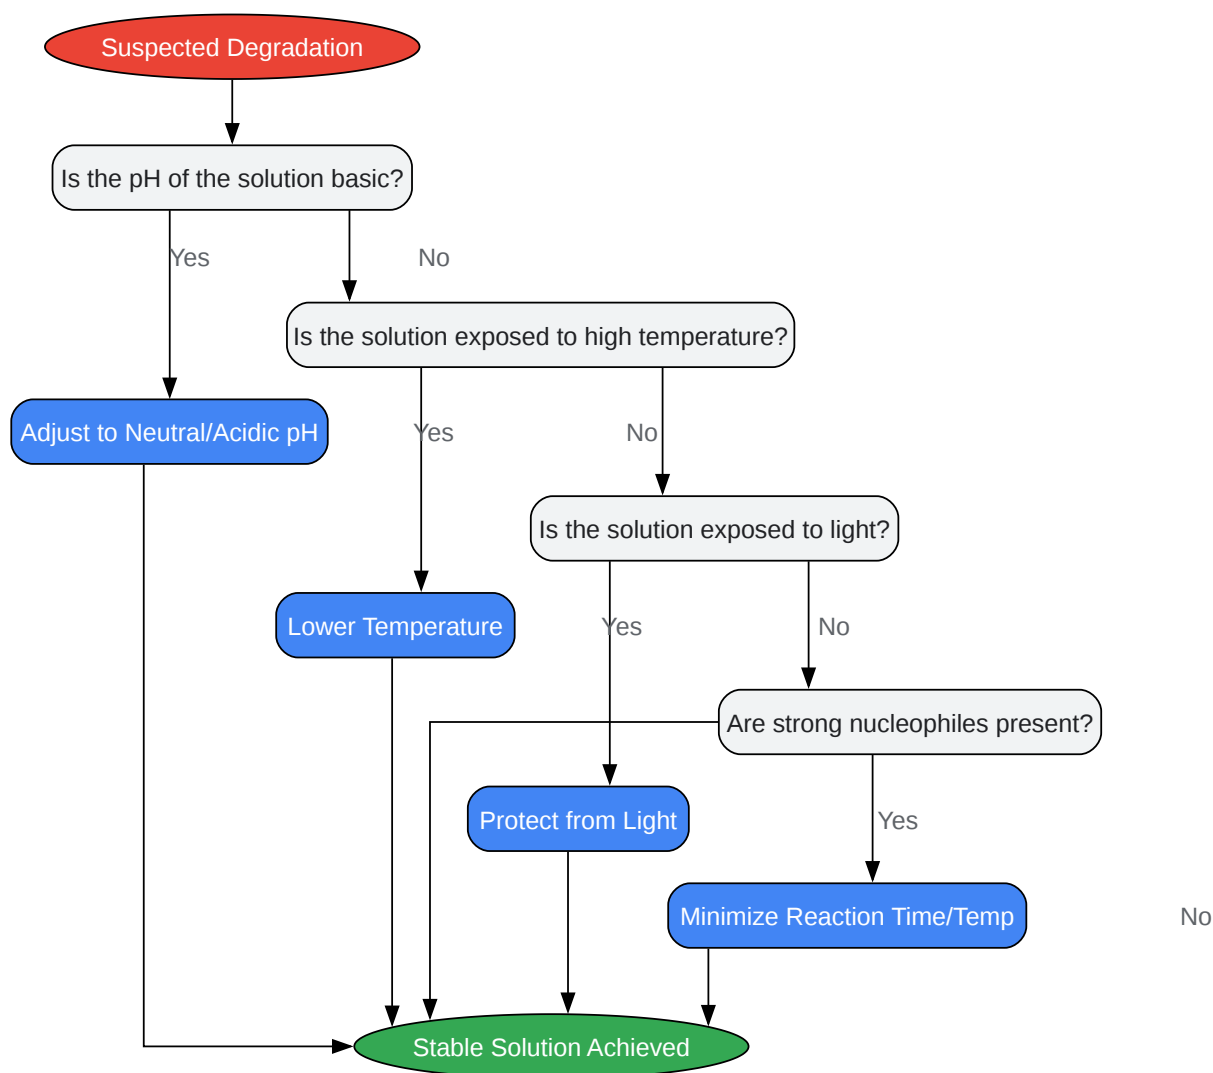 Suspected Degradation
Is the pH of the solution basic?
Yes
No
Is the solution exposed to high temperature?
Adjust to Neutral/Acidic pH
Yes
No
Is the solution exposed to light?
Lower Temperature
Yes
No
Are strong nucleophiles present?
Protect from Light
Yes
Minimize Reaction Time/Temp
No
Stable Solution Achieved